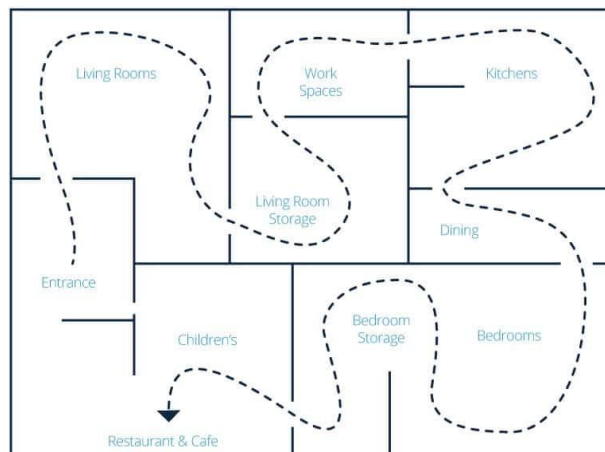 Living Rooms
Work
Spaces
Kitchens
Living Room
Storage
Dining
Entrance
Children's
Bedroom
Storage
Bedrooms
Restaurant & Cafe